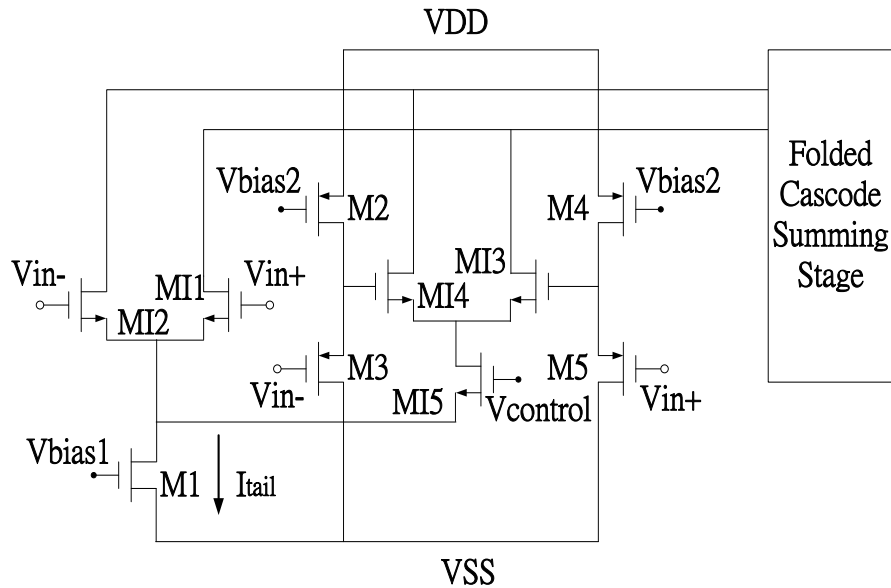 VDD
Folded
Cascode
Summing
Stage
Vbias2
M2
M4
Vbias2
Vin-
MI1
Vin+
MI2
MI3
MI4
M3
Vin-
MI5
Vcontrol
M5
Vin+
Vbias1
M1
Itail
VSS